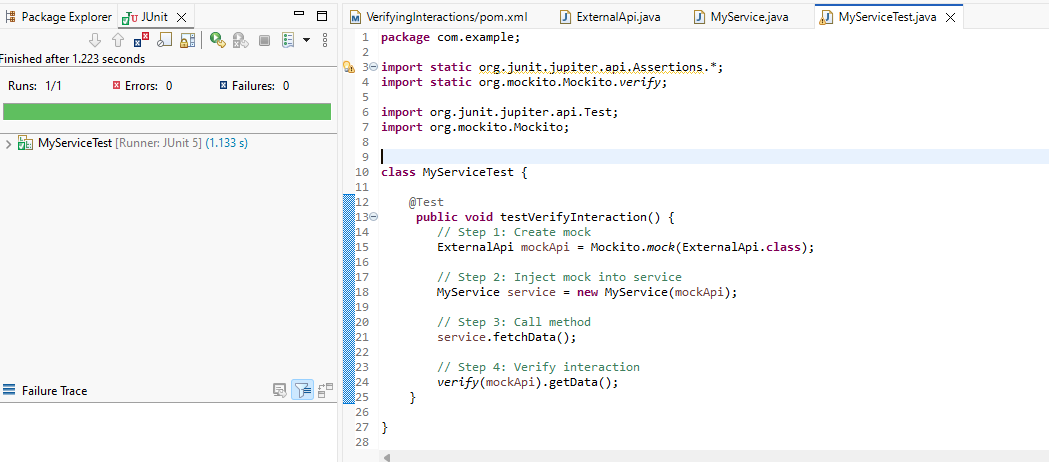 Package Explorer JUnit
Finished after 1.223 seconds
Runs: 1/1 Errors: 0 Failures: 0
MyServiceTest [Runner: JUnit 5] (1.133 s)
Failure Trace
VerifyingInteractions/pom.xml ExternalApi.java MyService.java MyServiceTest.java
1 package com.example;
2
3 import static org.junit.jupiter.api.Assertions.*;
4 import static org.mockito.Mockito.verify;
5
6 import org.junit.jupiter.api.Test;
7 import org.mockito.Mockito;
8
9
10 class MyServiceTest {
11
12 @Test
13 public void testVerifyInteraction() {
14 // Step 1: Create mock
15 ExternalApi mockApi = Mockito.mock(ExternalApi.class);
16
17 // Step 2: Inject mock into service
18 MyService service = new MyService(mockApi);
19
20 // Step 3: Call method
21 service.fetchData();
22
23 // Step 4: Verify interaction
24 verify(mockApi).getData();
25 }
26
27 }
28